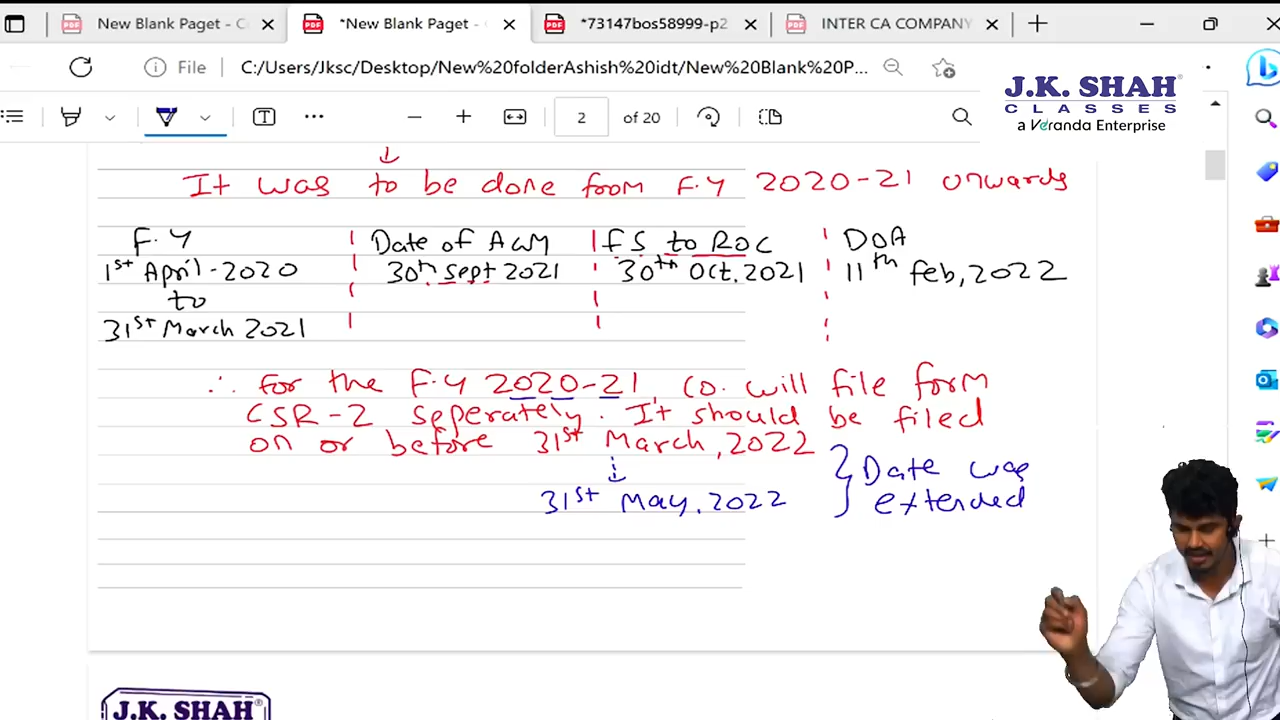 New Blank Paget - C
*New Blank Paget -
*73147bos58999-p2
INTER CA COMPANY
File
C:/Users/Jksc/Desktop/New%20folderAshish%20idt/New%20Blank%20P...
J.K. SHAH
CLASSES
a Veranda Enterprise
2 of 20
It was to be done from F.Y 2020-21 onwards
F.Y Date of AGM FS to ROC DOA
1st April-2020 30th Sept 2021 30th Oct. 2021 11th Feb, 2022
to
31st March 2021
∴ For the F.Y 2020-21, co. will file form
CSR-2 seperately. It should be filed
on or before 31st March, 2022
31st May, 2022 Date was
extended
J.K. SHAH